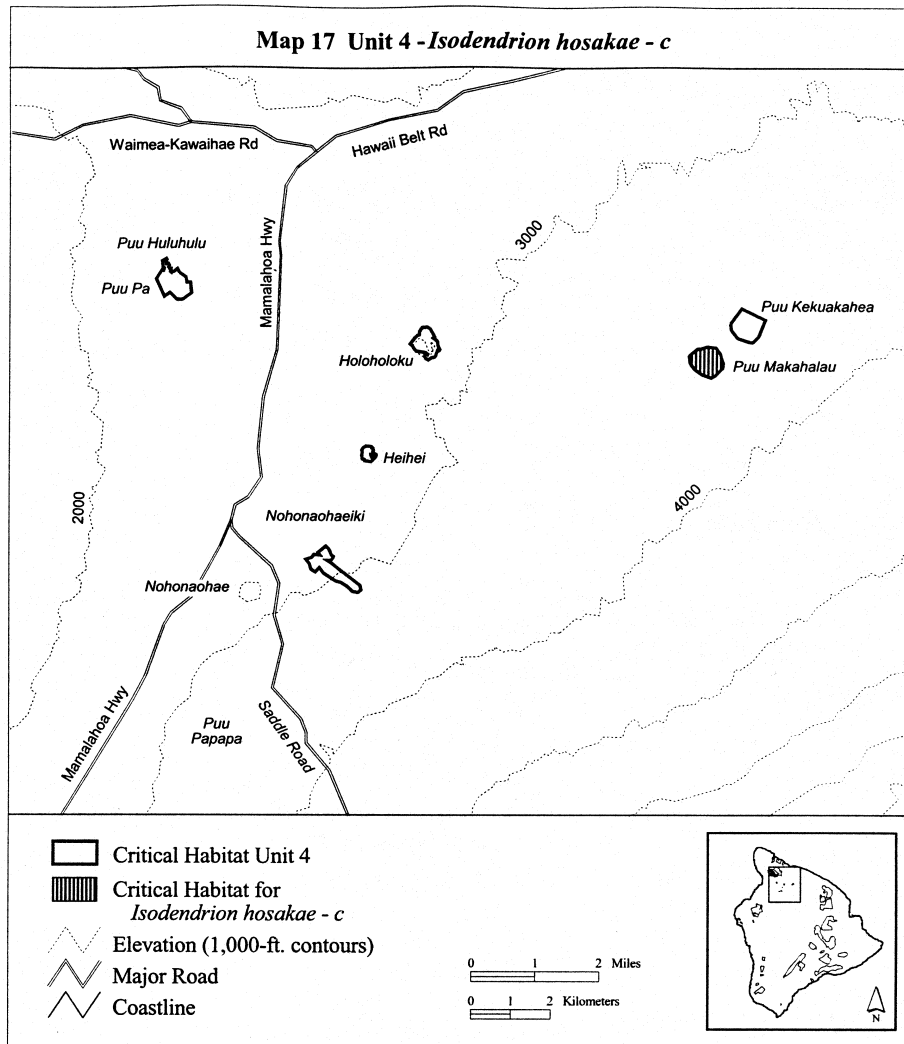 Map 17 Unit 4 - Isodendrion hosakae - c
Waimea-Kawaihae Rd
Hawaii Belt Rd
Mamalahoa Hwy
3000
Puu Huluhulu
Puu Pa
Puu Kekuakahea
Holoholoku
Puu Makahalau
Heihei
2000
4000
Nohonaohaeiki
Nohonaohae
Mamalahoa Hwy
Puu
Papapa
Saddle Road
Critical Habitat Unit 4
Critical Habitat for
Isodendrion hosakae - c
Elevation (1,000-ft. contours)
Major Road
Coastline
0 1 2 Miles
0 1 2 Kilometers
N